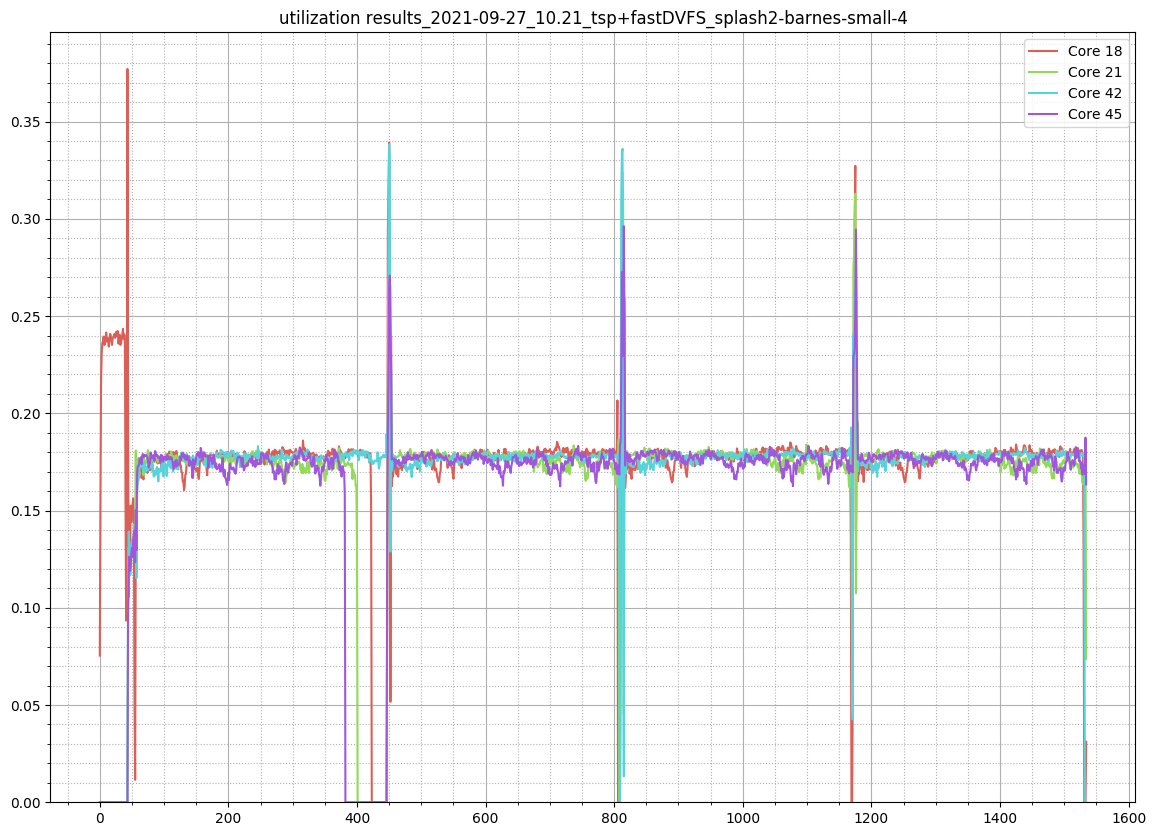 utilization results_2021-09-27_10.21_tsp+fastDVFS_splash2-barnes-small-4
Core 18
Core 21
Core 42
Core 45
0.35
0.30
0.25
0.20
0.15
0.10
0.05
0.00
0 200 400 600 800 1000 1200 1400 1600